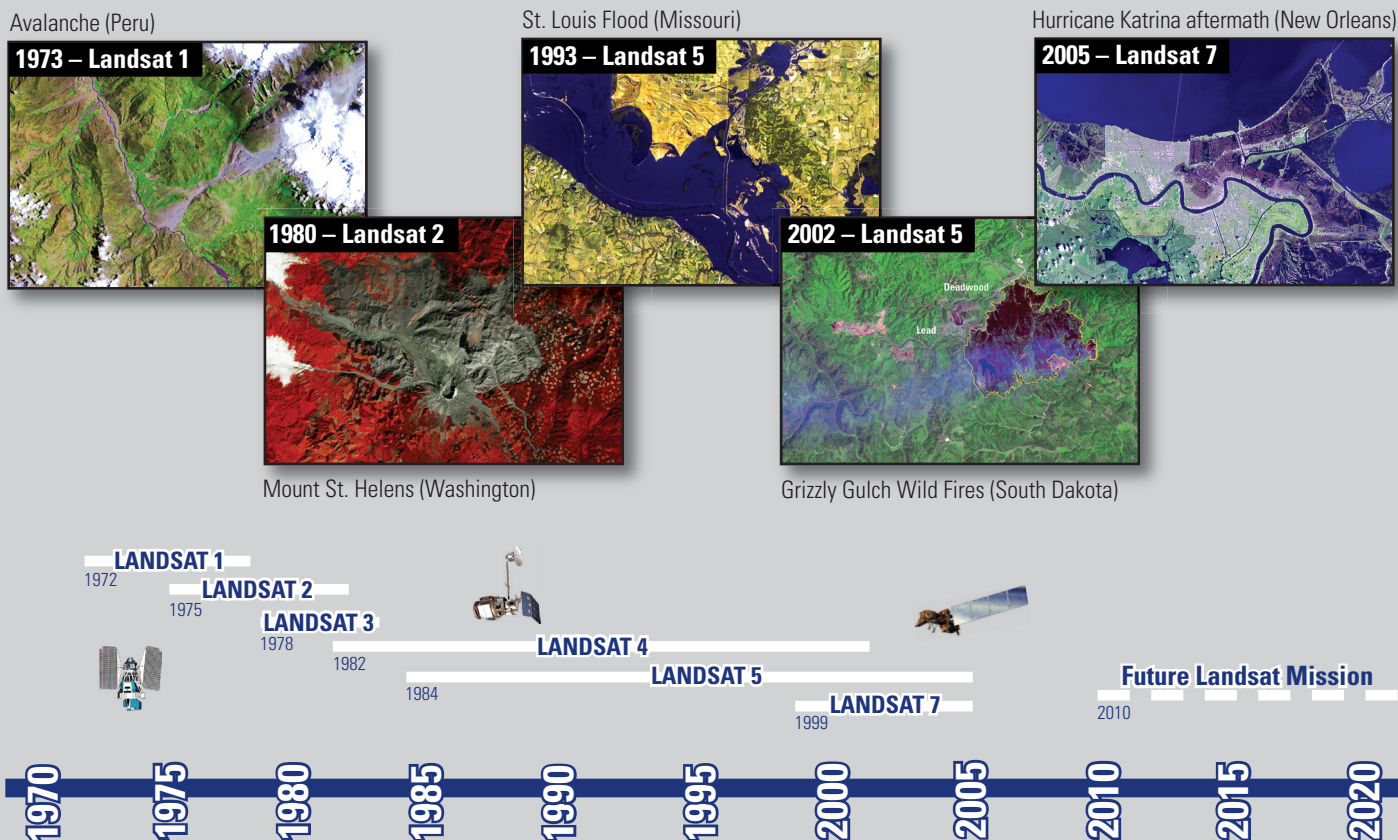 Avalanche (Peru)
1973 – Landsat 1
St. Louis Flood (Missouri)
1993 – Landsat 5
Hurricane Katrina aftermath (New Orleans)
2005 – Landsat 7
1980 – Landsat 2
Mount St. Helens (Washington)
2002 – Landsat 5
Deadwood
Lead
Grizzly Gulch Wild Fires (South Dakota)
LANDSAT 1
1972
LANDSAT 2
1975
LANDSAT 3
1978
LANDSAT 4
1982
LANDSAT 5
1984
LANDSAT 7
1999
Future Landsat Mission
2010
1970 1975 1980 1985 1990 1995 2000 2005 2010 2015 2020